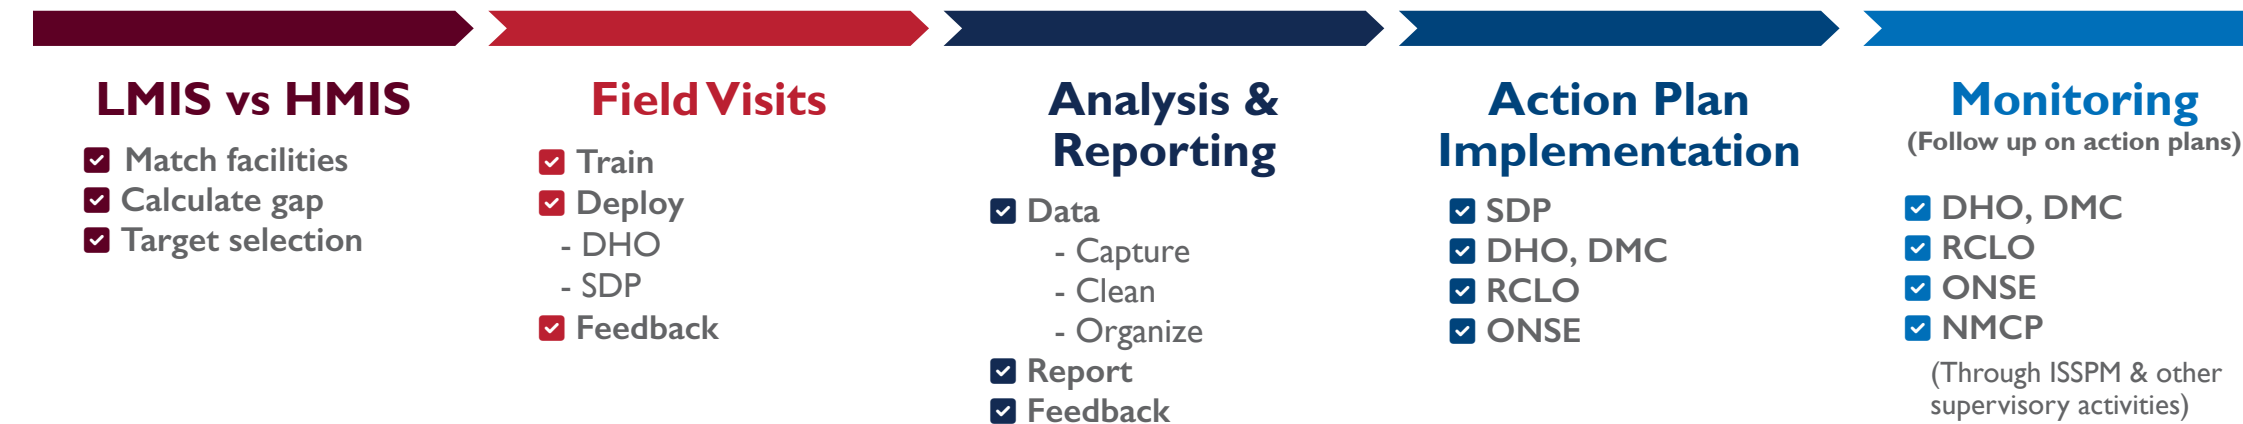 LMIS vs HMIS
Match facilities
Calculate gap
Target selection
Field Visits
Train
Deploy
- DHO
- SDP
Feedback
Analysis &
Reporting
Data
- Capture
- Clean
- Organize
Report
Feedback
Action Plan
Implementation
SDP
DHO, DMC
RCLO
ONSE
Monitoring
(Follow up on action plans)
DHO, DMC
RCLO
ONSE
NMCP
(Through ISSPM & other
supervisory activities)